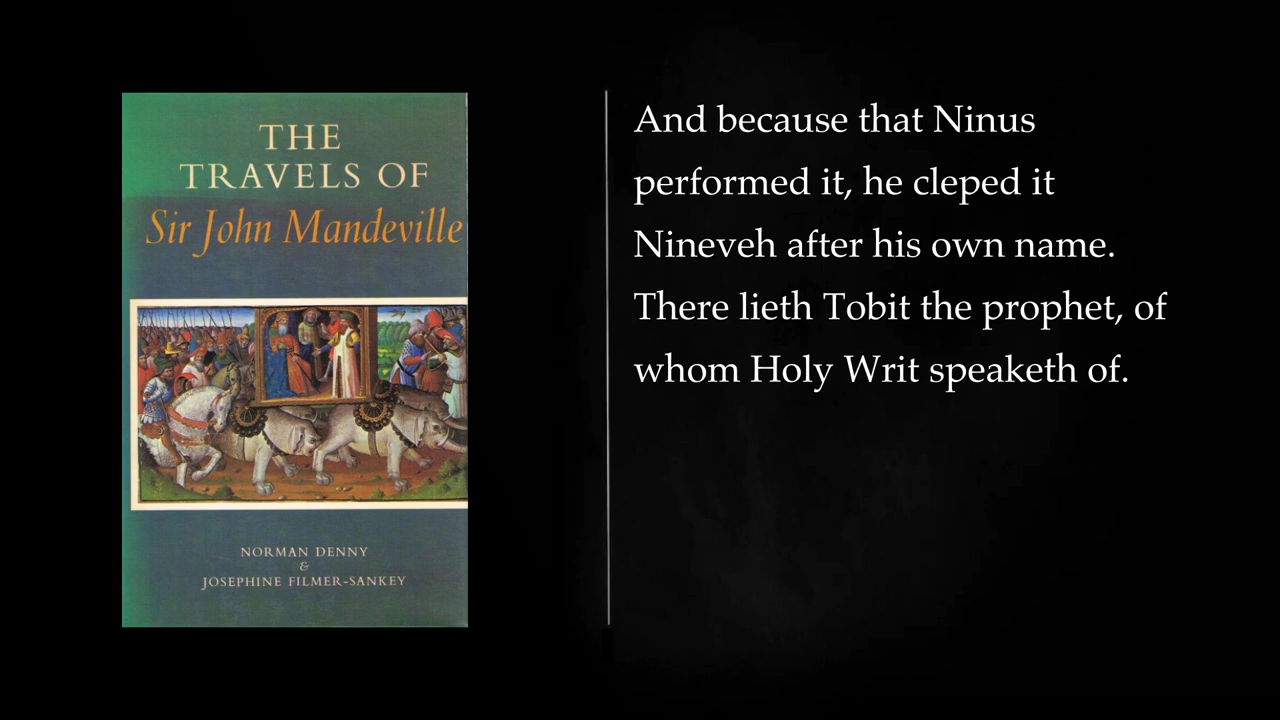 THE
TRAVELS OF
Sir John Mandeville
NORMAN DENNY
&
JOSEPHINE FILMER-SANKEY
And because that Ninus
performed it, he cleped it
Nineveh after his own name.
There lieth Tobit the prophet, of
whom Holy Writ speaketh of.